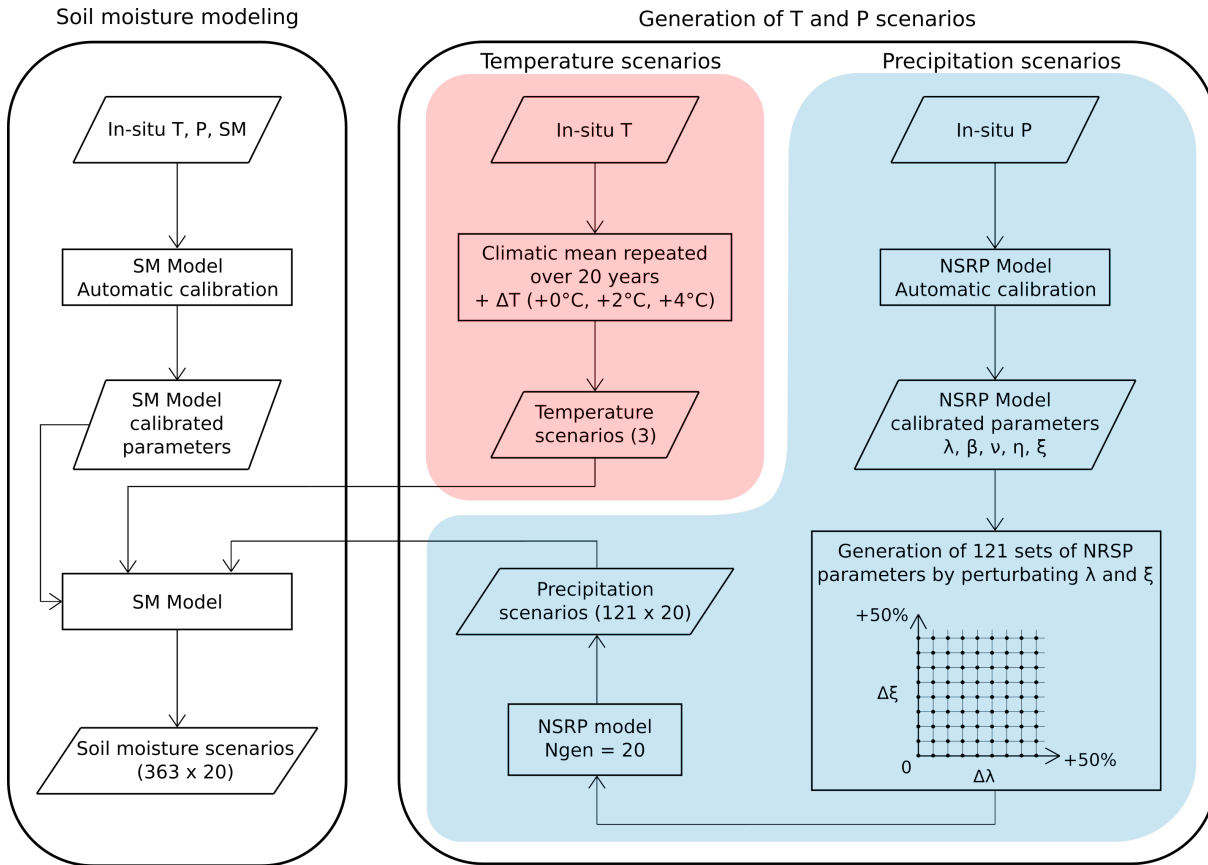 Soil moisture modeling
In-situ T, P, SM
SM Model
Automatic calibration
SM Model
calibrated
parameters
SM Model
Soil moisture scenarios
(363 x 20)
Generation of T and P scenarios
Temperature scenarios
In-situ T
Climatic mean repeated
over 20 years
+ ΔT (+0°C, +2°C, +4°C)
Temperature
scenarios (3)
Precipitation scenarios
In-situ P
NSRP Model
Automatic calibration
NSRP Model
calibrated parameters
λ, β, ν, η, ξ
Generation of 121 sets of NRSP
parameters by perturbating λ and ξ
+50%
Δξ
0
Δλ
+50%
NSRP model
Ngen = 20
Precipitation
scenarios (121 x 20)